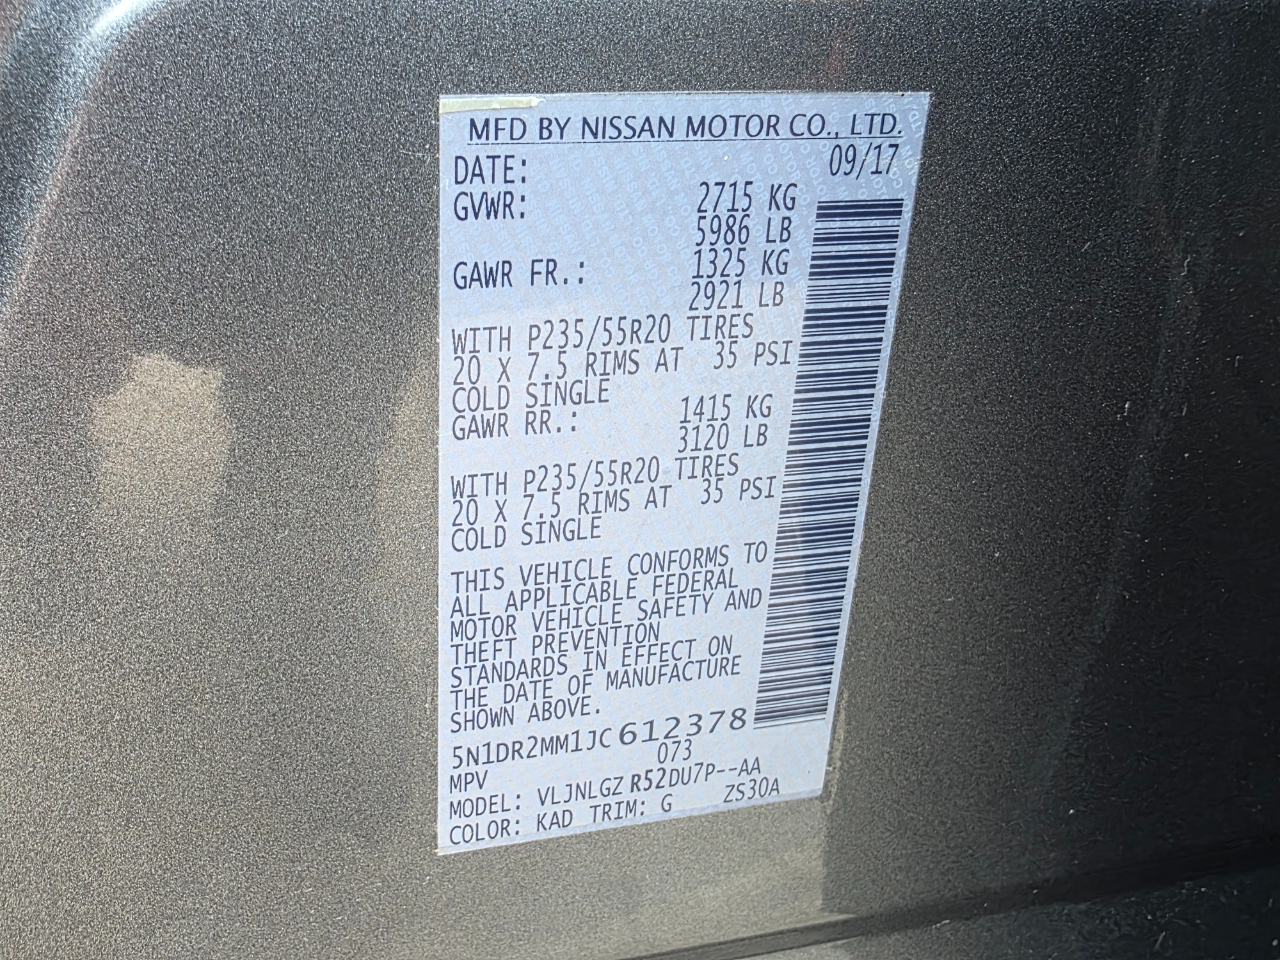 MFD BY NISSAN MOTOR CO., LTD.
DATE: 09/17
GVWR: 2715 KG
5986 LB
GAWR FR.: 1325 KG
2921 LB
WITH P235/55R20 TIRES
20 X 7.5 RIMS AT 35 PSI
COLD SINGLE
GAWR RR.: 1415 KG
3120 LB
WITH P235/55R20 TIRES
20 X 7.5 RIMS AT 35 PSI
COLD SINGLE
THIS VEHICLE CONFORMS TO
ALL APPLICABLE FEDERAL
MOTOR VEHICLE SAFETY AND
THEFT PREVENTION
STANDARDS IN EFFECT ON
THE DATE OF MANUFACTURE
SHOWN ABOVE.
5N1DR2MM1JC612378
MPV 073
MODEL: VLJNLGZ R52DU7P--AA
COLOR: KAD TRIM: G ZS30A